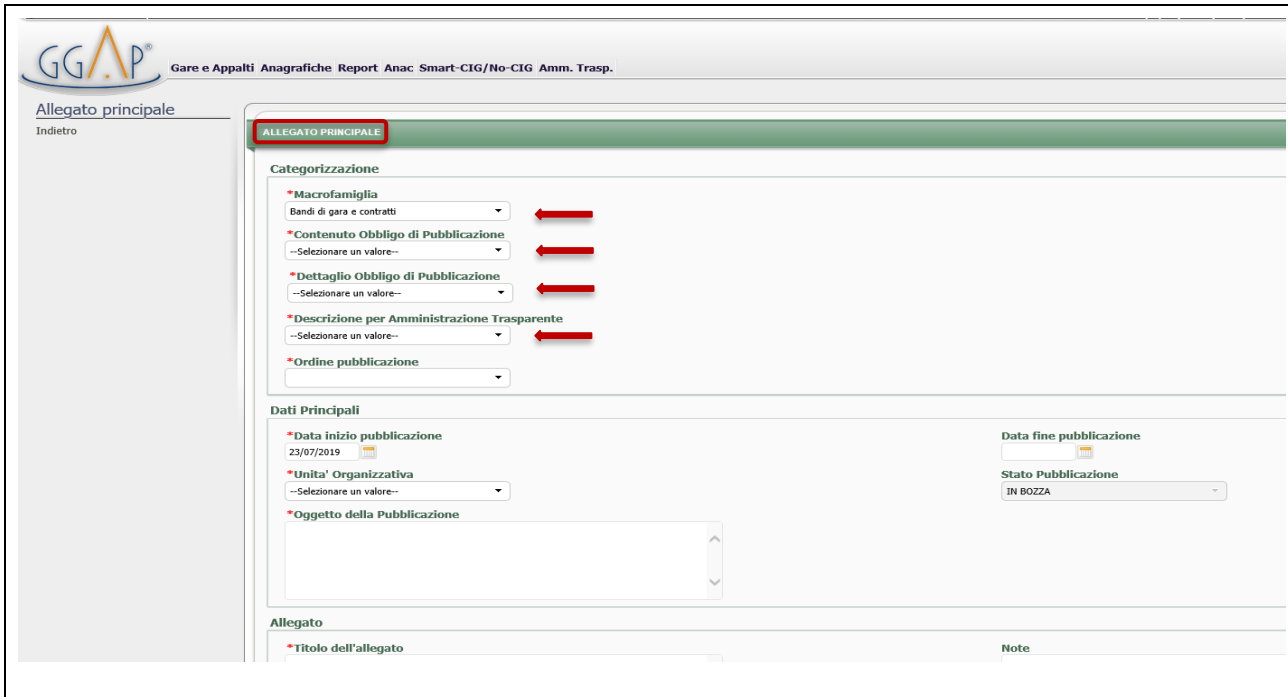 GGAP®
Gare e Appalti Anagrafiche Report Anac Smart-CIG/No-CIG Amm. Trasp.
Allegato principale
Indietro
ALLEGATO PRINCIPALE
Categorizzazione
*Macrofamiglia
Bandi di gara e contratti
*Contenuto Obbligo di Pubblicazione
--Selezionare un valore--
*Dettaglio Obbligo di Pubblicazione
--Selezionare un valore--
*Descrizione per Amministrazione Trasparente
--Selezionare un valore--
*Ordine pubblicazione
Dati Principali
*Data inizio pubblicazione Data fine pubblicazione
23/07/2019
*Unita' Organizzativa Stato Pubblicazione
--Selezionare un valore-- IN BOZZA
*Oggetto della Pubblicazione
Allegato
*Titolo dell'allegato Note